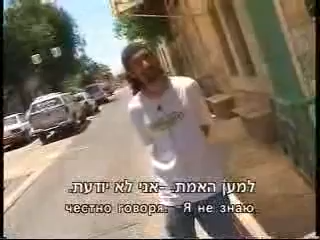 למען האמת. -אני לא יודעת.
честно говоря. -Я не знаю.